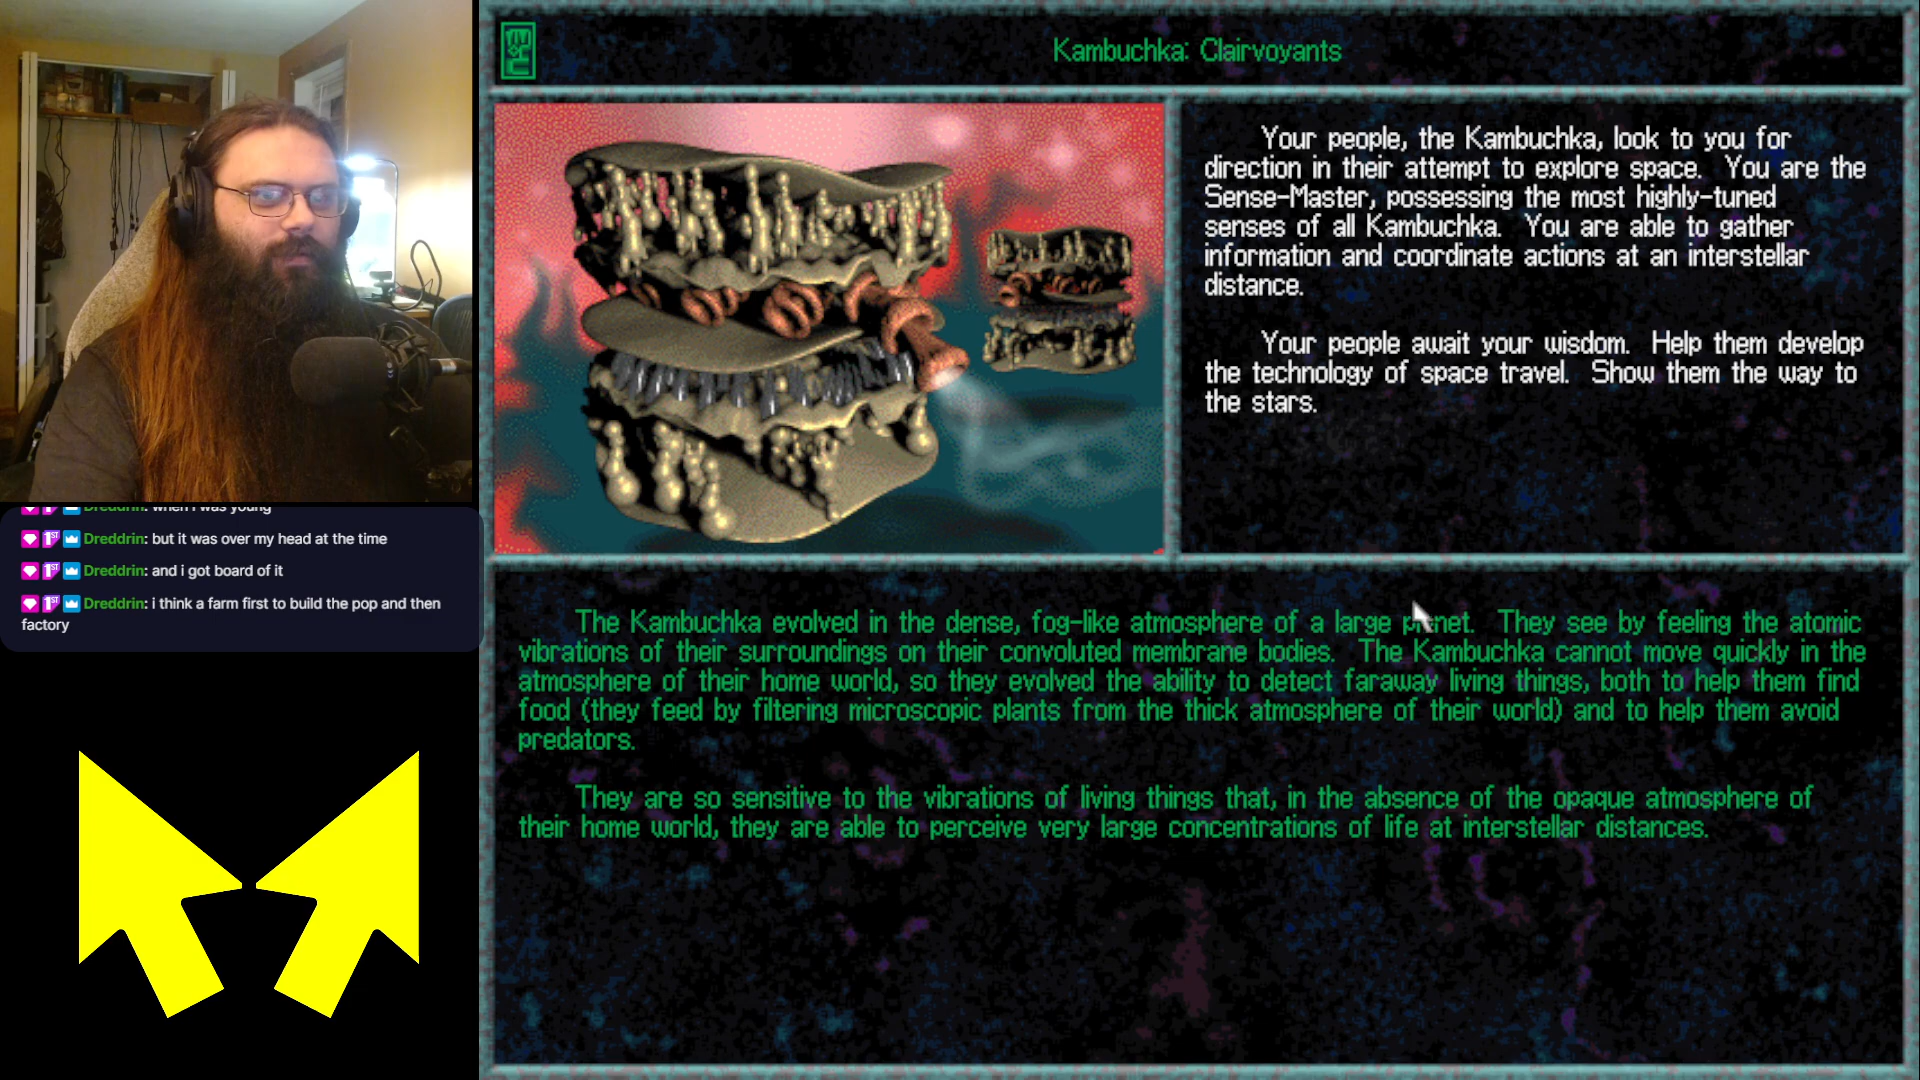 Kambuchka: Clairvoyants
Your people, the Kambuchka, look to you for
direction in their attempt to explore space. You are the
Sense-Master, possessing the most highly-tuned
senses of all Kambuchka. You are able to gather
information and coordinate actions at an interstellar
distance.
Your people await your wisdom. Help them develop
the technology of space travel. Show them the way to
the stars.
Dreddrin: when i was young
Dreddrin: but it was over my head at the time
Dreddrin: and i got board of it
Dreddrin: i think a farm first to build the pop and then
factory
The Kambuchka evolved in the dense, fog-like atmosphere of a large planet. They see by feeling the atomic
vibrations of their surroundings on their convoluted membrane bodies. The Kambuchka cannot move quickly in the
atmosphere of their home world, so they evolved the ability to detect faraway living things, both to help them find
food (they feed by filtering microscopic plants from the thick atmosphere of their world) and to help them avoid
predators.
They are so sensitive to the vibrations of living things that, in the absence of the opaque atmosphere of
their home world, they are able to perceive very large concentrations of life at interstellar distances.